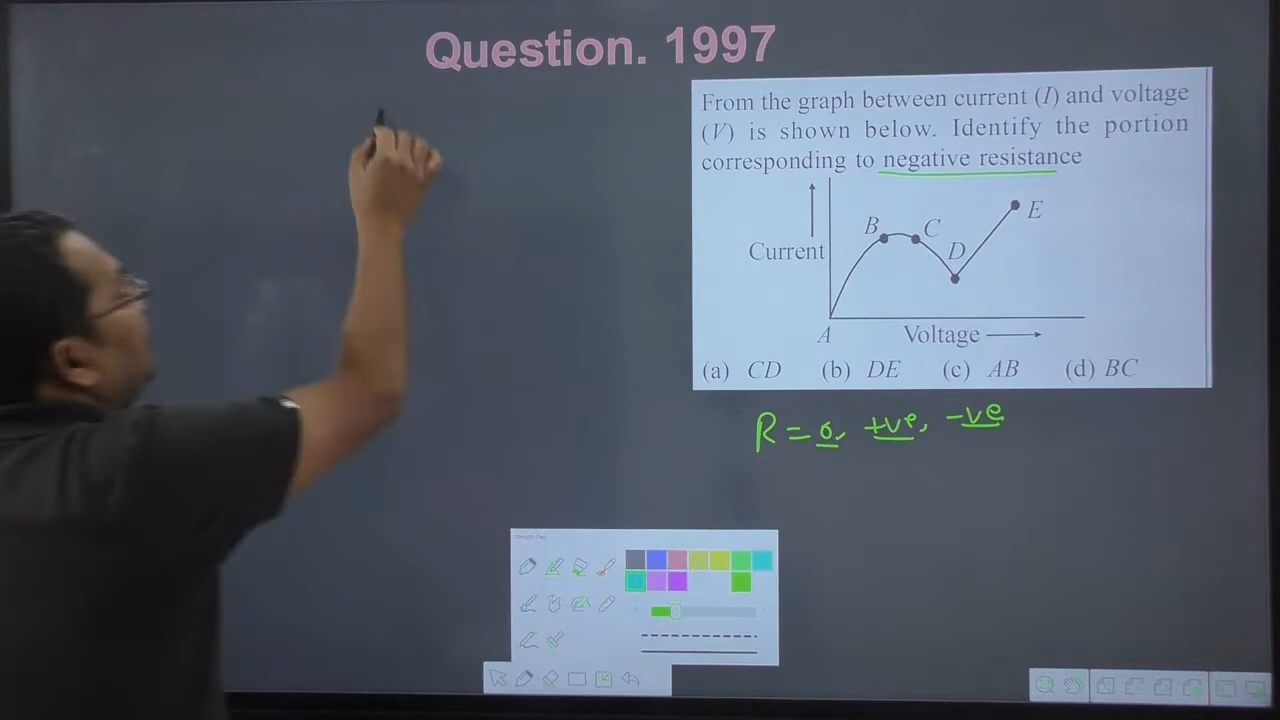 Question. 1997
From the graph between current (I) and voltage
(V) is shown below. Identify the portion
corresponding to negative resistance
B
C
D
E
Current
A
Voltage
(a) CD (b) DE (c) AB (d) BC
R = 0, +ve, -ve